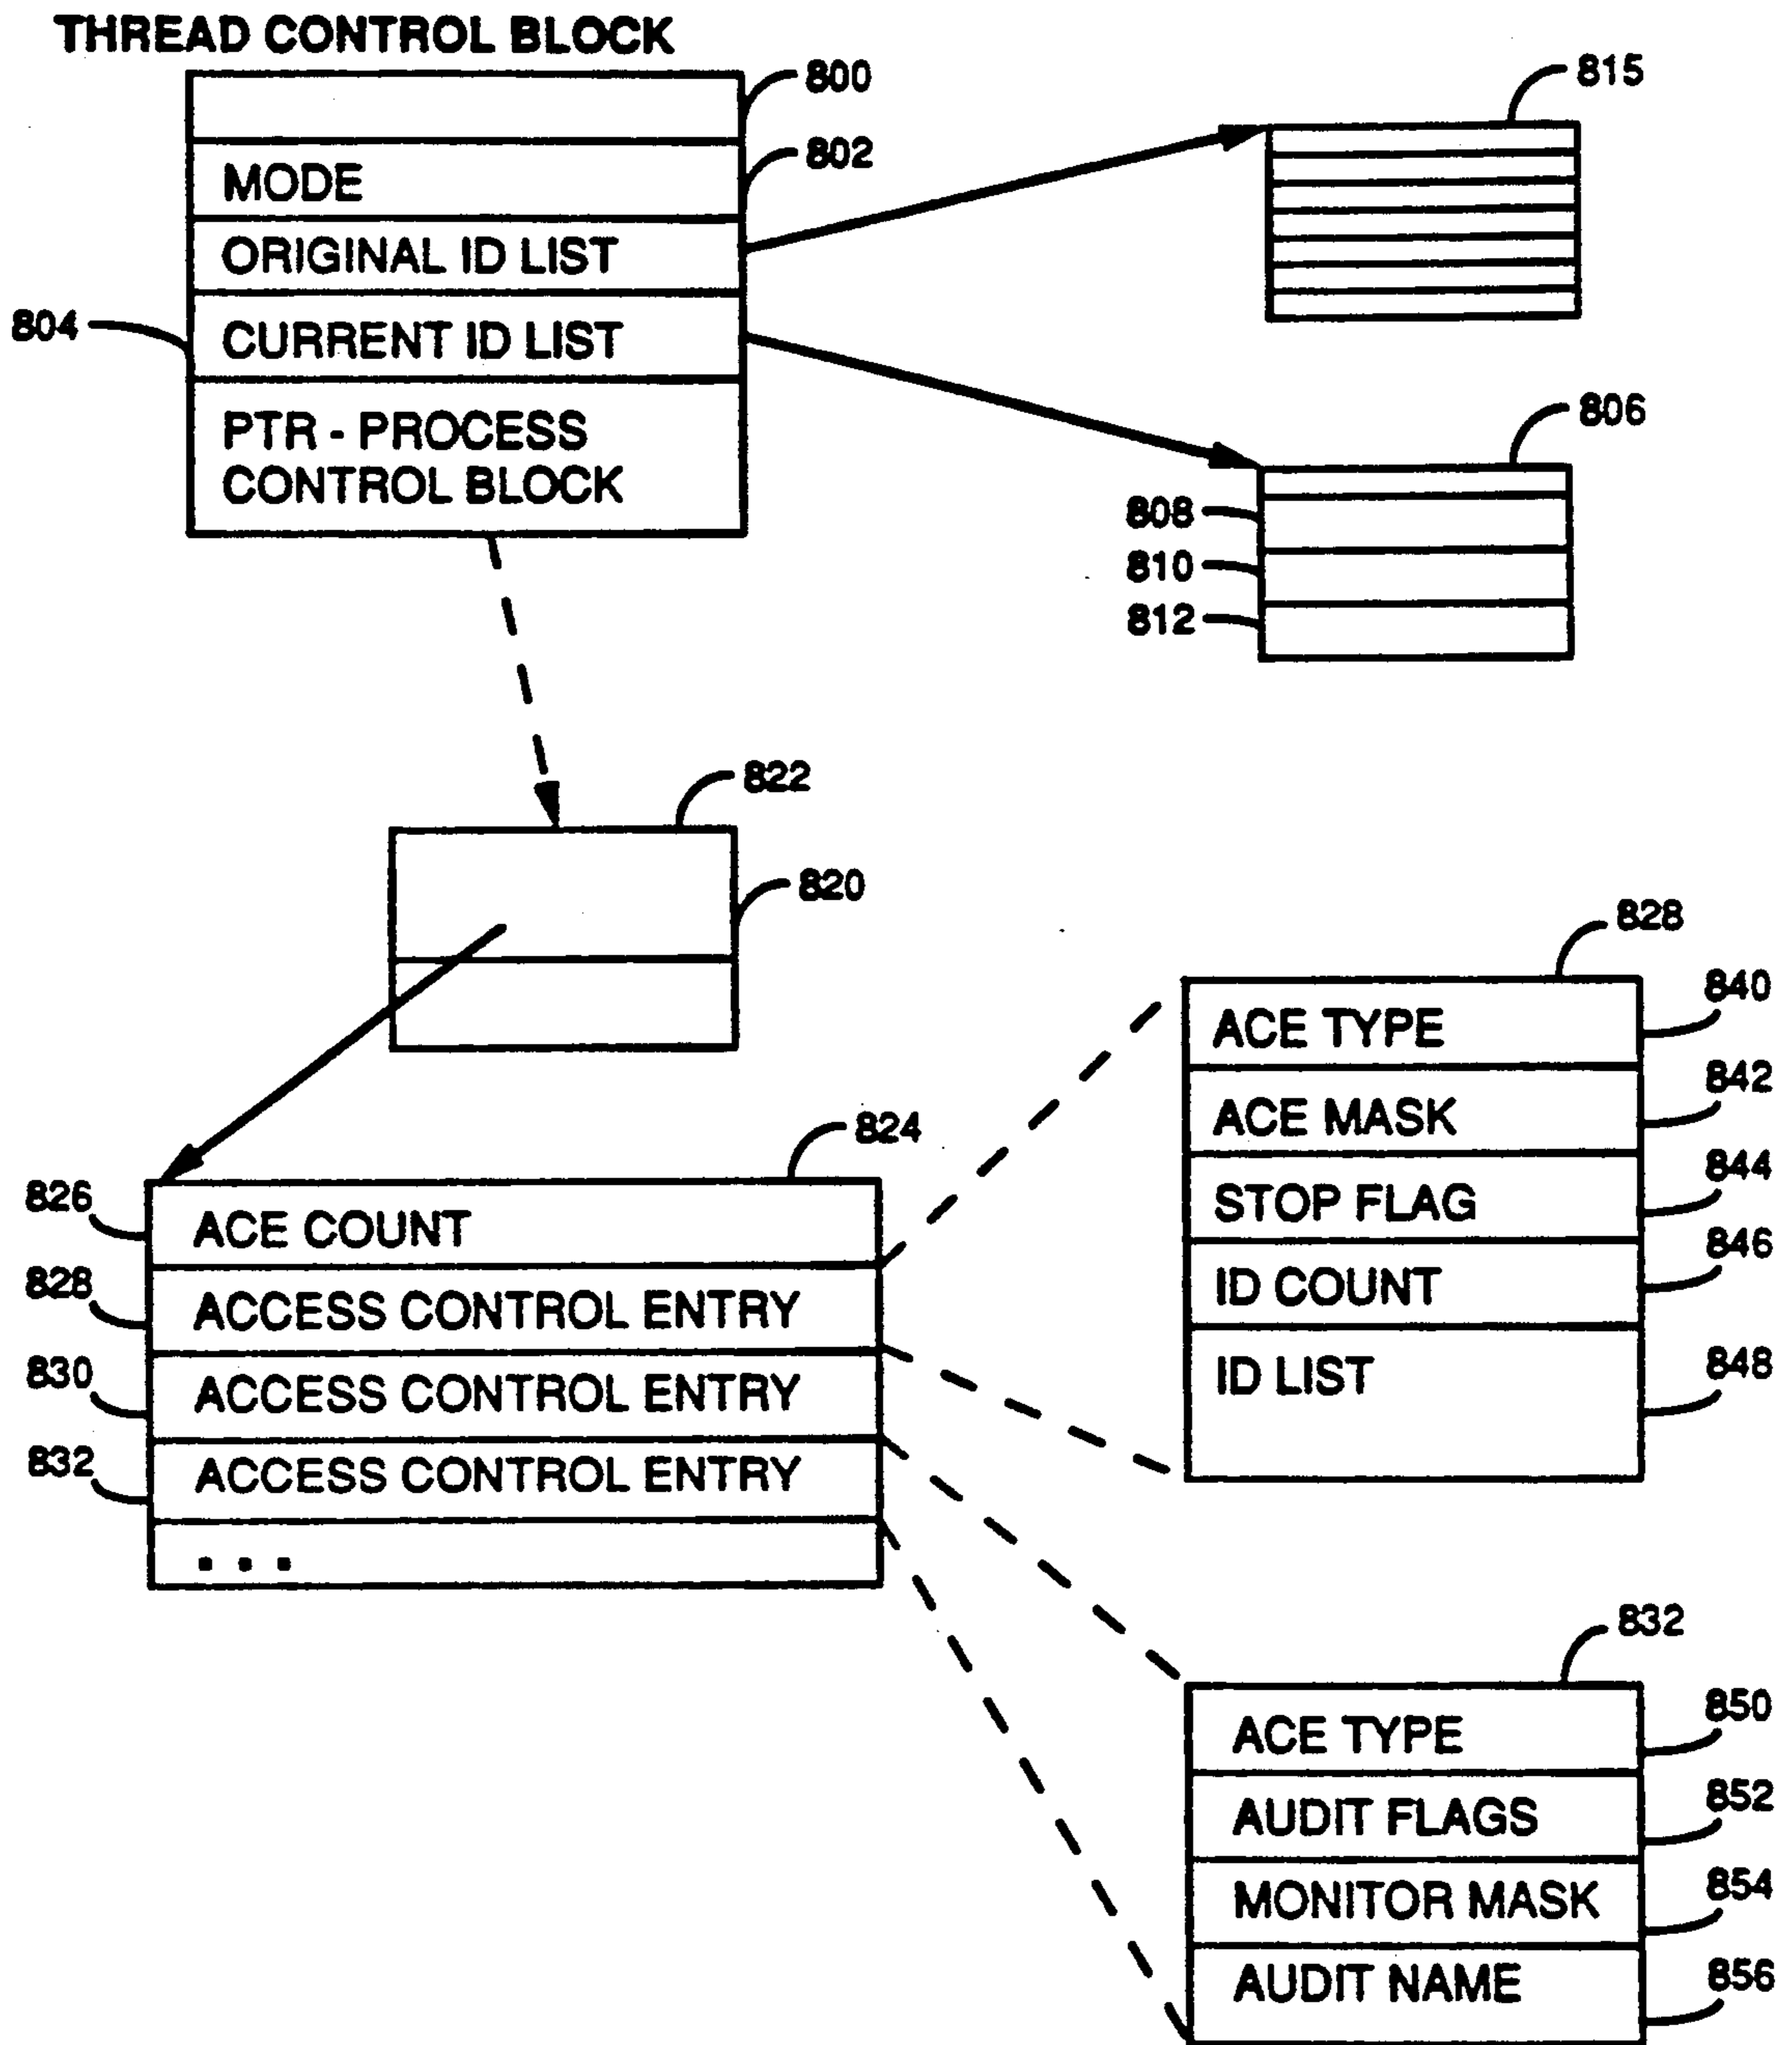 THREAD CONTROL BLOCK
800
802
MODE
ORIGINAL ID LIST
804
CURRENT ID LIST
PTR - PROCESS
CONTROL BLOCK
815
806
808
810
812
822
820
824
826
ACE COUNT
828
ACCESS CONTROL ENTRY
830
ACCESS CONTROL ENTRY
832
ACCESS CONTROL ENTRY
. . .
828
840
ACE TYPE
842
ACE MASK
844
STOP FLAG
846
ID COUNT
848
ID LIST
832
850
ACE TYPE
852
AUDIT FLAGS
854
MONITOR MASK
856
AUDIT NAME